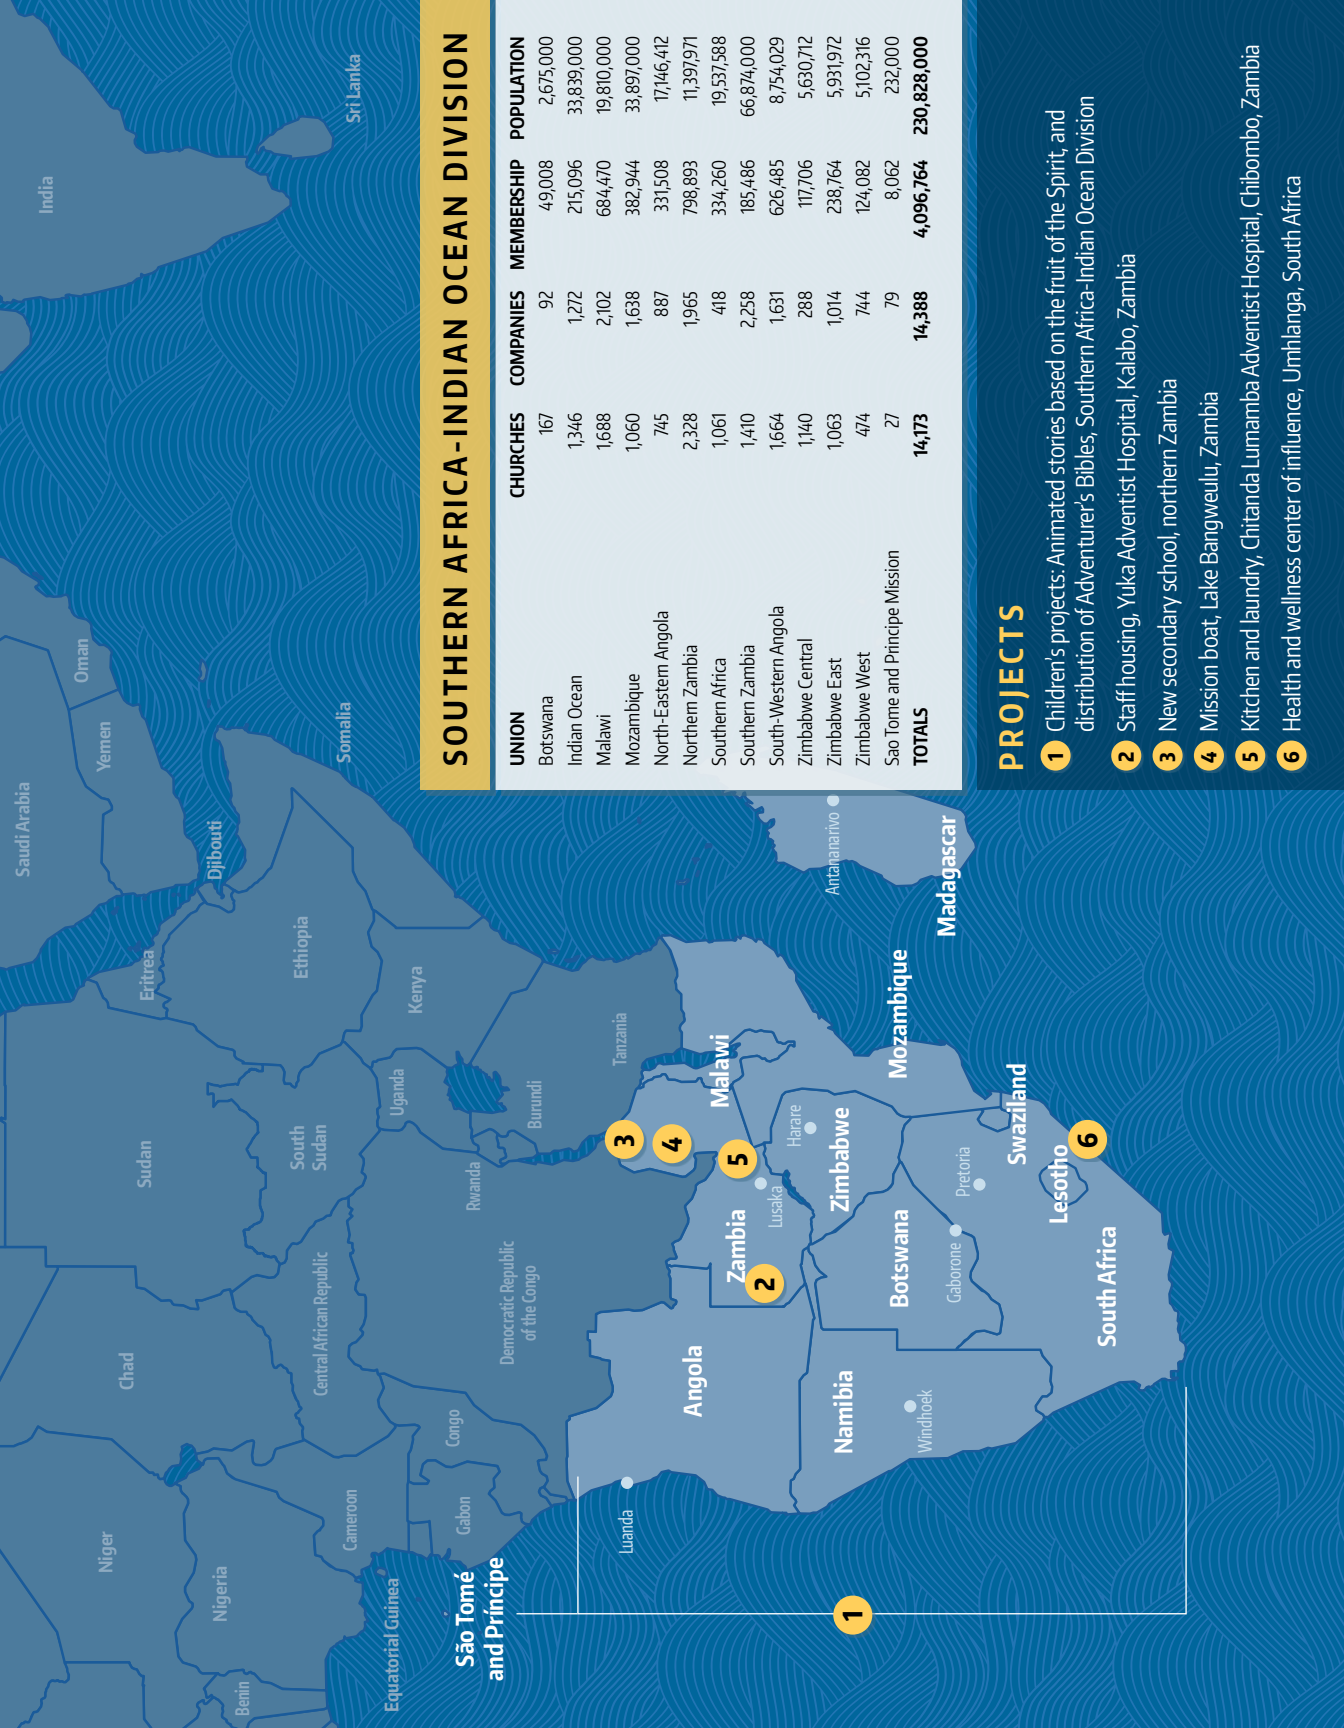 SOUTHERN AFRICA-INDIAN OCEAN DIVISION
UNION CHURCHES COMPANIES MEMBERSHIP POPULATION
Botswana 167 92 49,008 2,675,000
Indian Ocean 1,346 1,272 215,096 33,839,000
Malawi 1,688 2,102 684,470 19,810,000
Mozambique 1,060 1,638 382,944 33,897,000
North-Eastern Angola 745 887 331,508 17,146,412
Northern Zambia 2,328 1,965 798,893 11,397,971
Southern Africa 1,061 418 334,260 19,537,588
Southern Zambia 1,410 2,258 185,486 66,874,000
South-Western Angola 1,664 1,631 626,485 8,754,029
Zimbabwe Central 1,140 288 117,706 5,630,712
Zimbabwe East 1,063 1,014 238,764 5,931,972
Zimbabwe West 474 744 124,082 5,102,316
Sao Tome and Principe Mission 27 79 8,062 232,000
TOTALS 14,173 14,388 4,096,764 230,828,000
PROJECTS
1 Children's projects: Animated stories based on the fruit of the Spirit, and
distribution of Adventurer's Bibles, Southern Africa-Indian Ocean Division
2 Staff housing, Yuka Adventist Hospital, Kalabo, Zambia
3 New secondary school, northern Zambia
4 Mission boat, Lake Bangweulu, Zambia
5 Kitchen and laundry, Chitanda Lumamba Adventist Hospital, Chibombo, Zambia
6 Health and wellness center of influence, Umhlanga, South Africa
India
Sri Lanka
Saudi Arabia
Oman
Yemen
Djibouti
Somalia
Eritrea
Ethiopia
Kenya
Sudan
South
Sudan
Uganda
Rwanda
Burundi
Tanzania
Chad
Central African Republic
Democratic Republic
of the Congo
Niger
Nigeria
Benin
Cameroon
Congo
Gabon
Equatorial Guinea
São Tomé
and Príncipe
Luanda
Angola
Zambia
Lusaka
Malawi
Mozambique
Harare
Zimbabwe
Antananarivo
Madagascar
Namibia
Windhoek
Botswana
Gaborone
Pretoria
Swaziland
Lesotho
South Africa
1
2
3
4
5
6